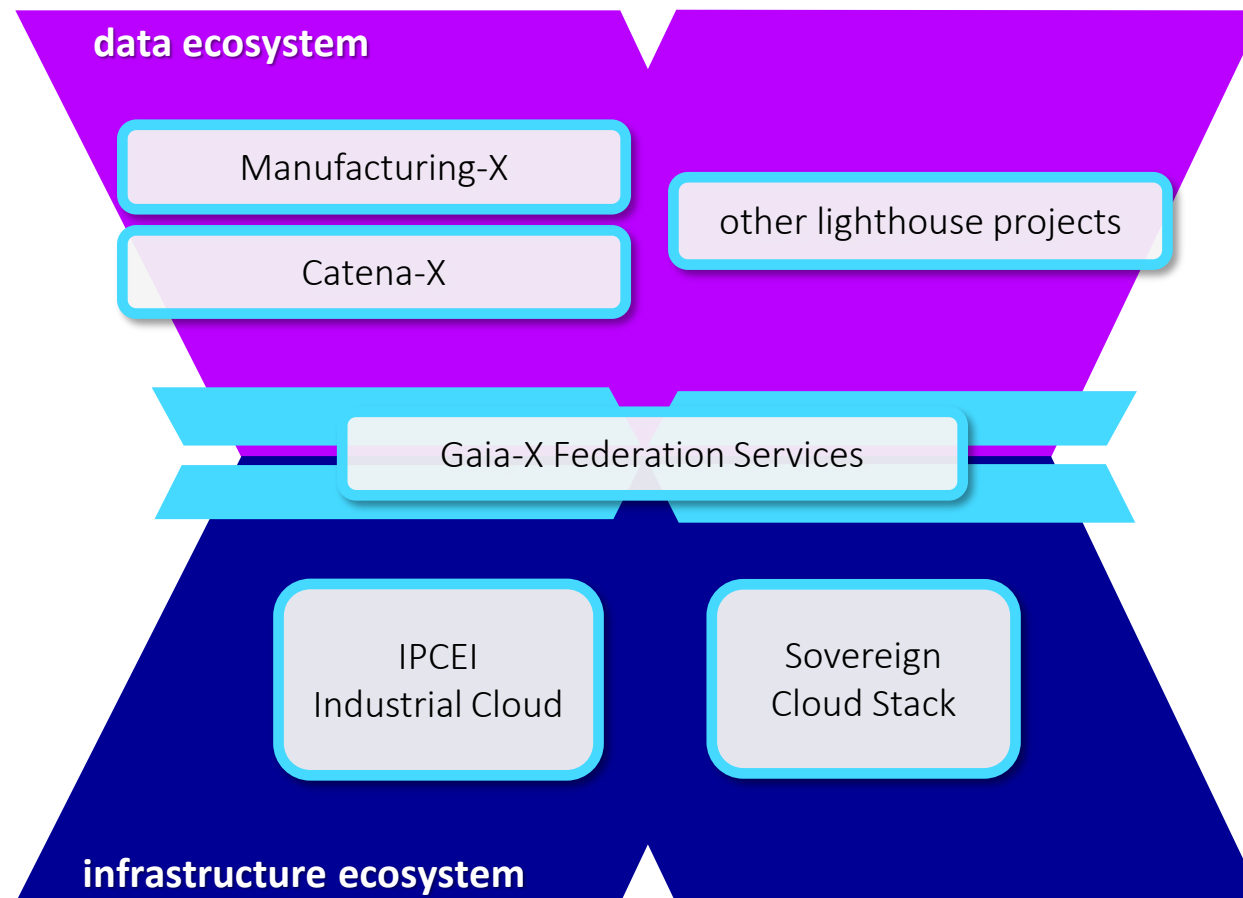 data ecosystem
Manufacturing-X
Catena-X
other lighthouse projects
Gaia-X Federation Services
IPCEI
Industrial Cloud
Sovereign
Cloud Stack
infrastructure ecosystem